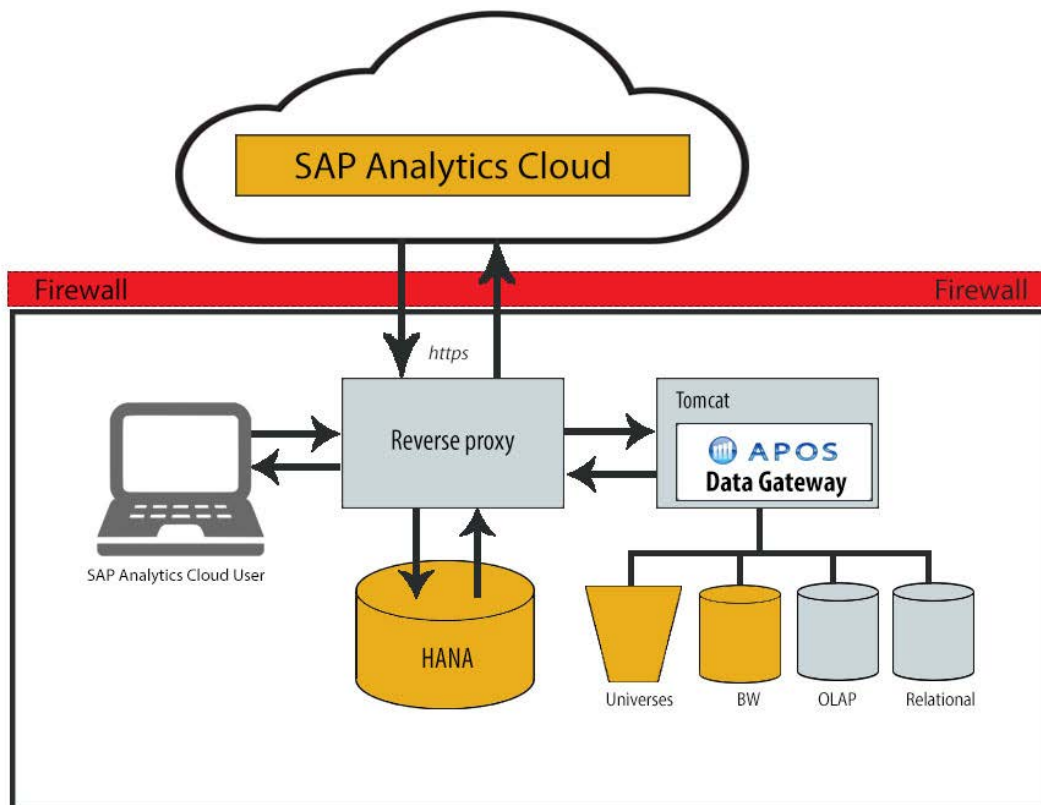 SAP Analytics Cloud
Firewall
Firewall
https
Reverse proxy
Tomcat
APOS
Data Gateway
SAP Analytics Cloud User
HANA
Universes
BW
OLAP
Relational